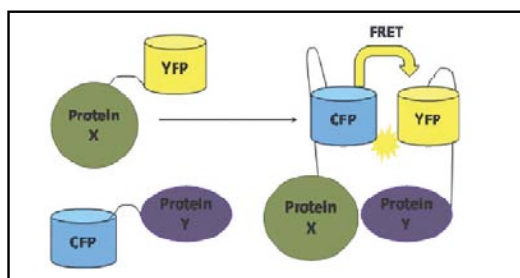 FRET
YFP
Protein
X
CFP
YFP
Protein
Y
CFP
Protein
X
Protein
Y